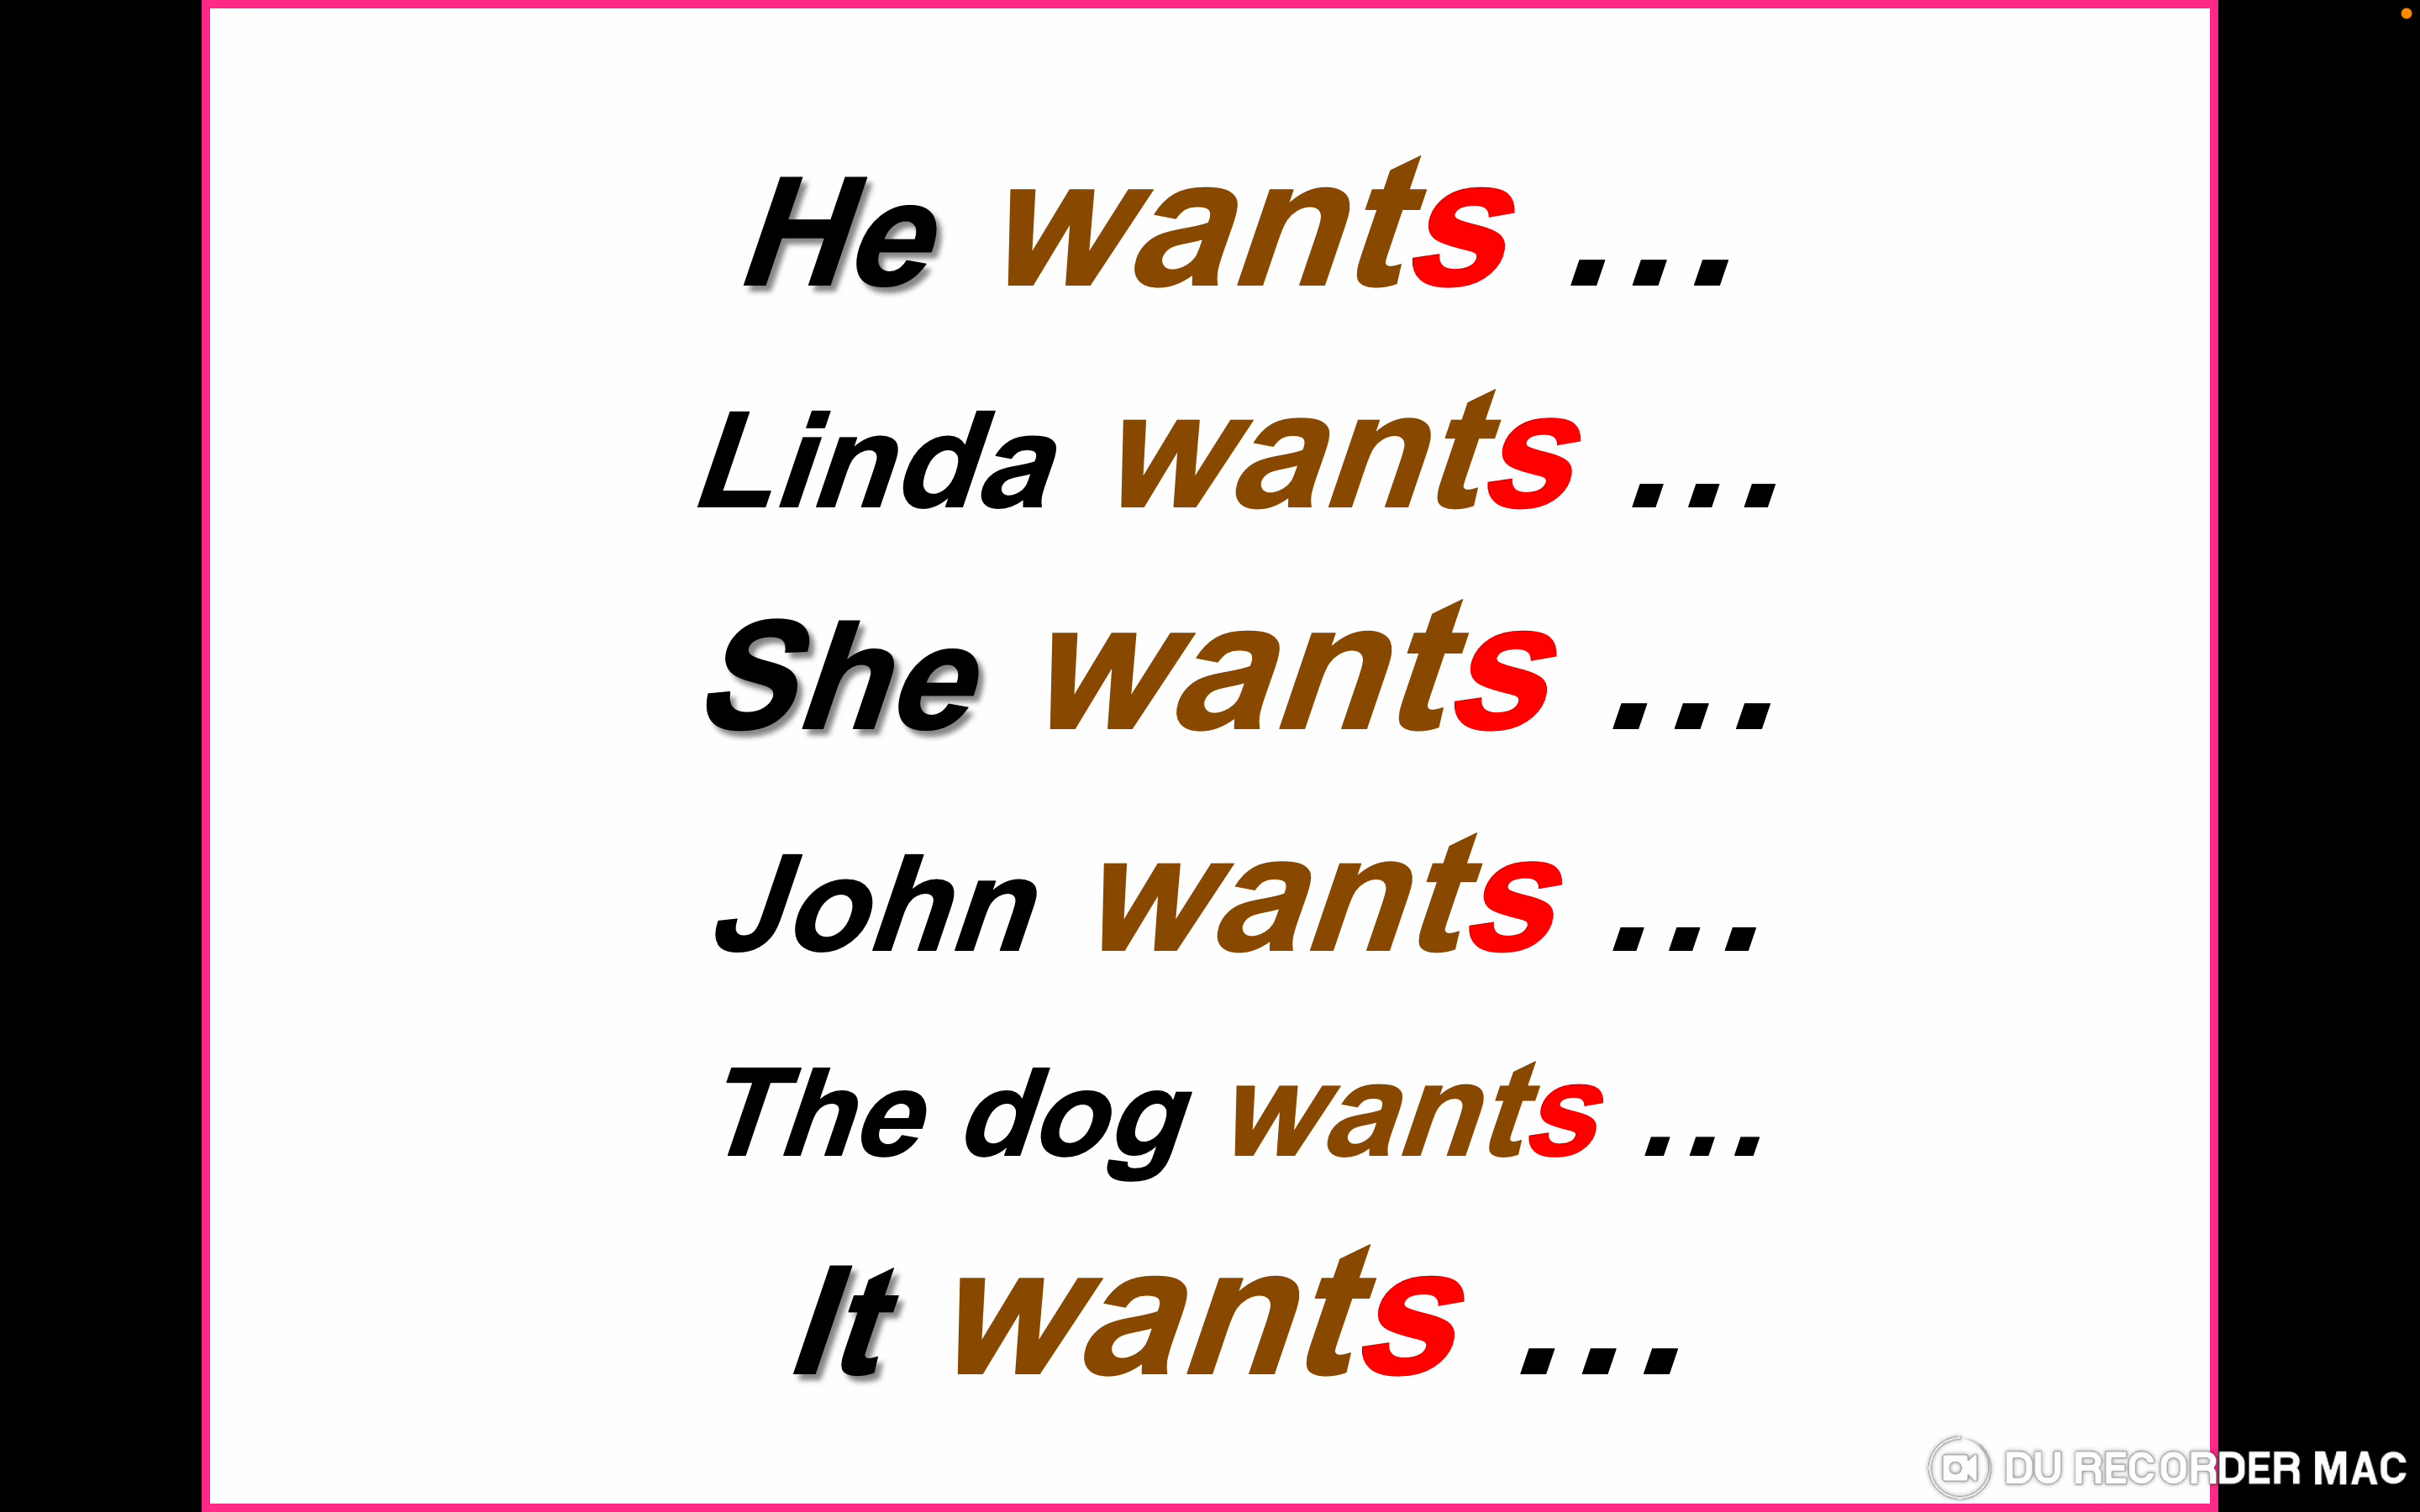 He wants ...
Linda wants ...
She wants ...
John wants ...
The dog wants ...
It wants ...
DU RECORDER MAC